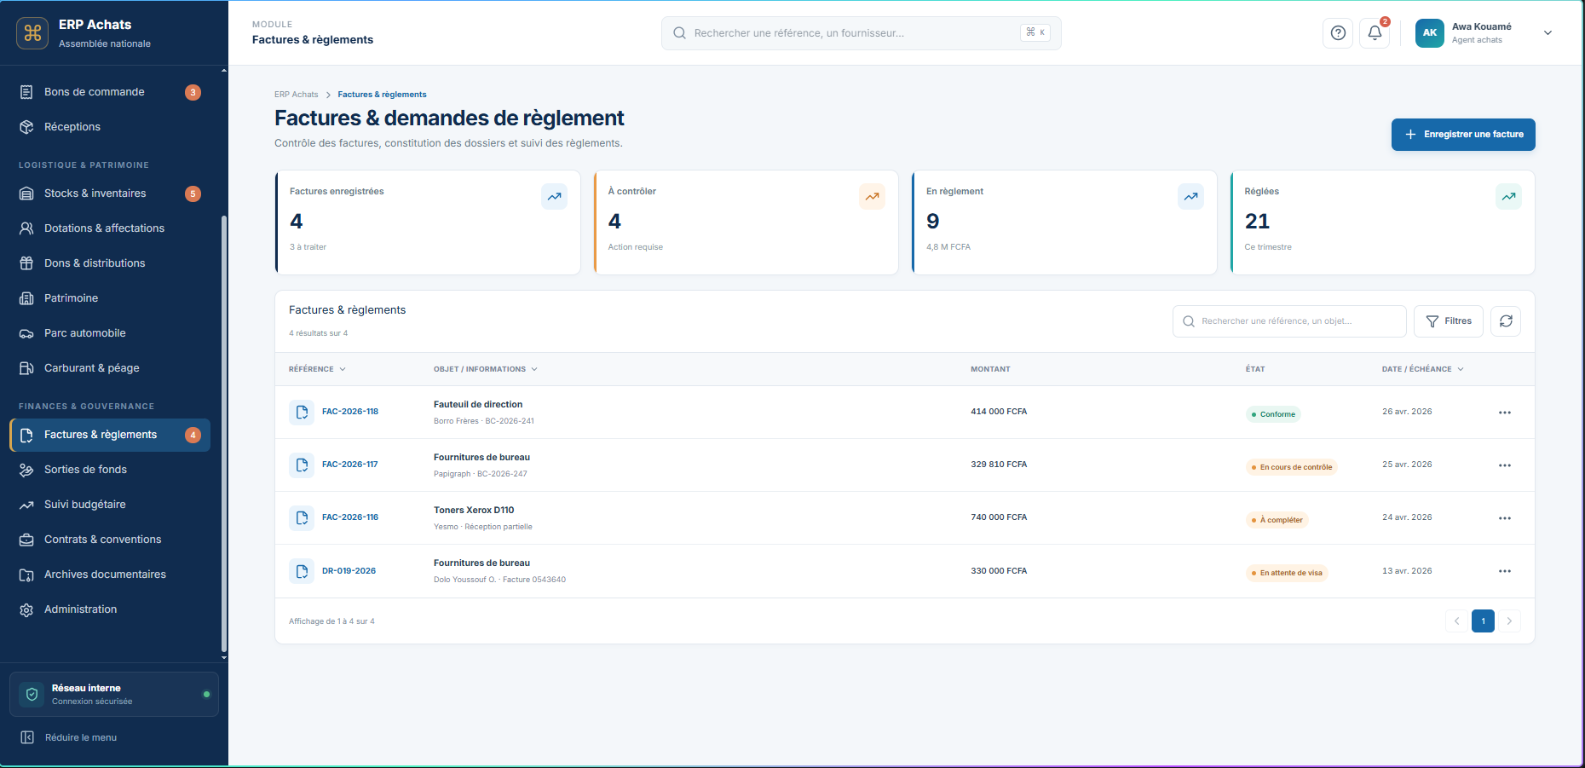 ERP Achats
Assemblée nationale
Bons de commande 3
Réceptions
LOGISTIQUE & PATRIMOINE
Stocks & inventaires 5
Dotations & affectations
Dons & distributions
Patrimoine
Parc automobile
Carburant & péage
FINANCES & GOUVERNANCE
Factures & règlements 4
Sorties de fonds
Suivi budgétaire
Contrats & conventions
Archives documentaires
Administration
Réseau interne
Connexion sécurisée
Réduire le menu
MODULE
Factures & règlements
Rechercher une référence, un fournisseur... ⌘ K
2
AK
Awa Kouamé
Agent achats
ERP Achats > Factures & règlements
Factures & demandes de règlement
Contrôle des factures, constitution des dossiers et suivi des règlements.
+ Enregistrer une facture
Factures enregistrées
4
3 à traiter
À contrôler
4
Action requise
En règlement
9
4,8 M FCFA
Réglées
21
Ce trimestre
Factures & règlements
4 résultats sur 4
Rechercher une référence, un objet...
Filtres
RÉFÉRENCE OBJET / INFORMATIONS MONTANT ÉTAT DATE / ÉCHÉANCE
FAC-2026-118 Fauteuil de direction 414 000 FCFA Conforme 26 avr. 2026
Borro Frères · BC-2026-241
FAC-2026-117 Fournitures de bureau 329 810 FCFA En cours de contrôle 25 avr. 2026
Papigraph · BC-2026-247
FAC-2026-116 Toners Xerox D110 740 000 FCFA À compléter 24 avr. 2026
Yesmo · Réception partielle
DR-019-2026 Fournitures de bureau 330 000 FCFA En attente de visa 13 avr. 2026
Dolo Youssouf O. · Facture 0543640
Affichage de 1 à 4 sur 4
1